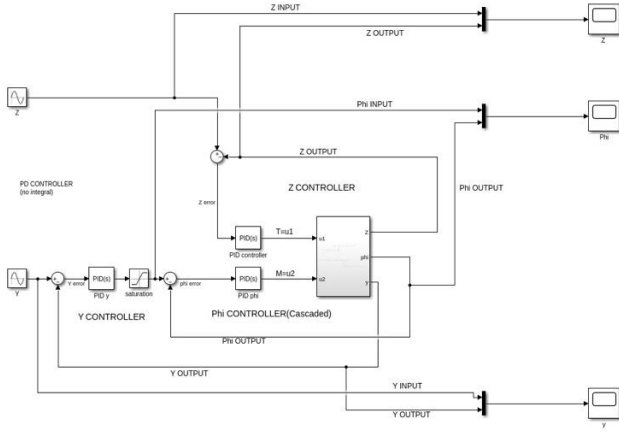 Z INPUT
Z OUTPUT
Z
Z
Phi INPUT
Phi
Z OUTPUT
PD CONTROLLER
(no integral)
Z CONTROLLER
Phi OUTPUT
Z error
PID(s)
T=u1
PID controller
u1
z
phi
y
u2
Y
Y error
PID(s)
PID y
saturation
phi error
PID(s)
M=u2
PID phi
Y CONTROLLER
Phi CONTROLLER(Cascaded)
Phi OUTPUT
Y OUTPUT
Y INPUT
Y OUTPUT
y